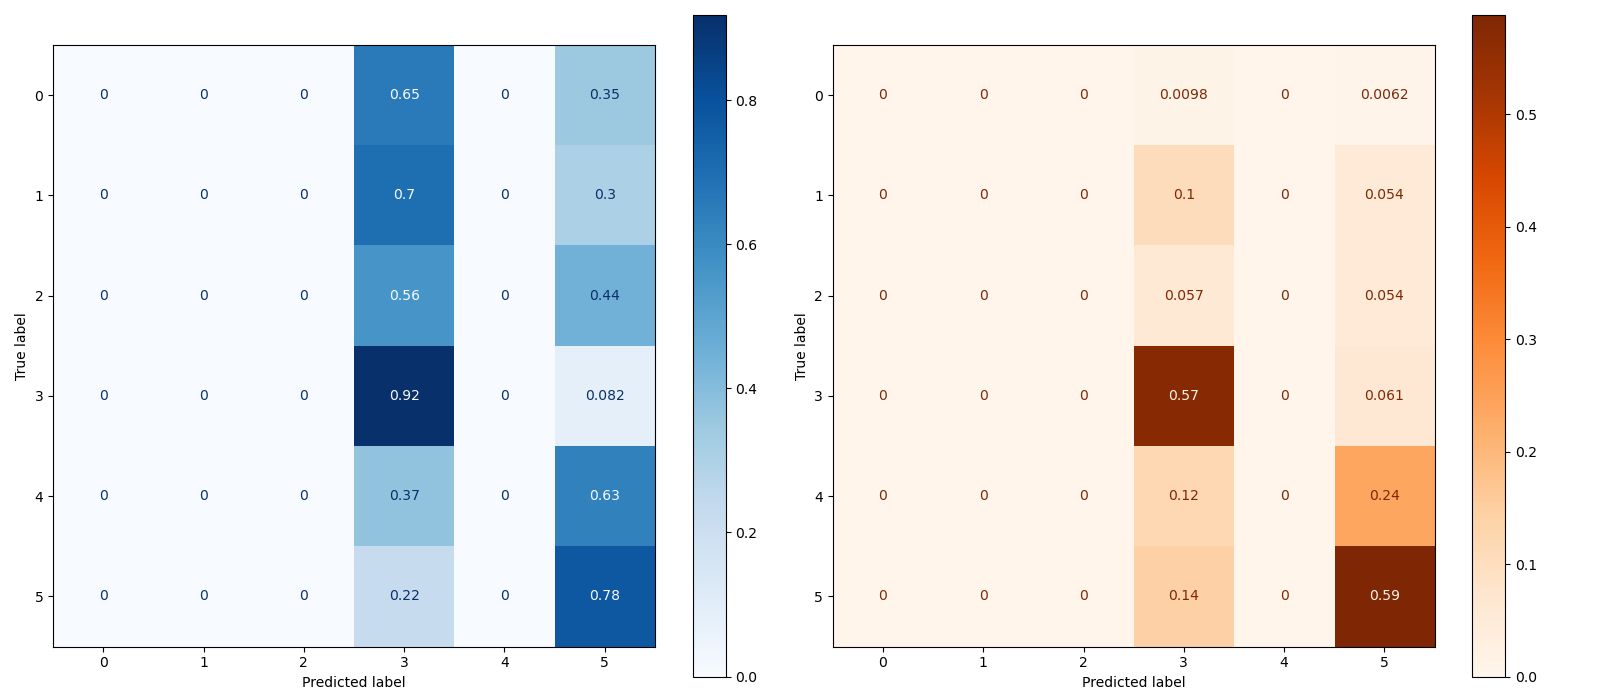 0 0 0 0 0.65 0 0.35
1 0 0 0 0.7 0 0.3
2 0 0 0 0.56 0 0.44
3 0 0 0 0.92 0 0.082
4 0 0 0 0.37 0 0.63
5 0 0 0 0.22 0 0.78
0 1 2 3 4 5
True label
Predicted label
0.8
0.6
0.4
0.2
0.0
0 0 0 0 0.0098 0 0.0062
1 0 0 0 0.1 0 0.054
2 0 0 0 0.057 0 0.054
3 0 0 0 0.57 0 0.061
4 0 0 0 0.12 0 0.24
5 0 0 0 0.14 0 0.59
0 1 2 3 4 5
True label
Predicted label
0.5
0.4
0.3
0.2
0.1
0.0